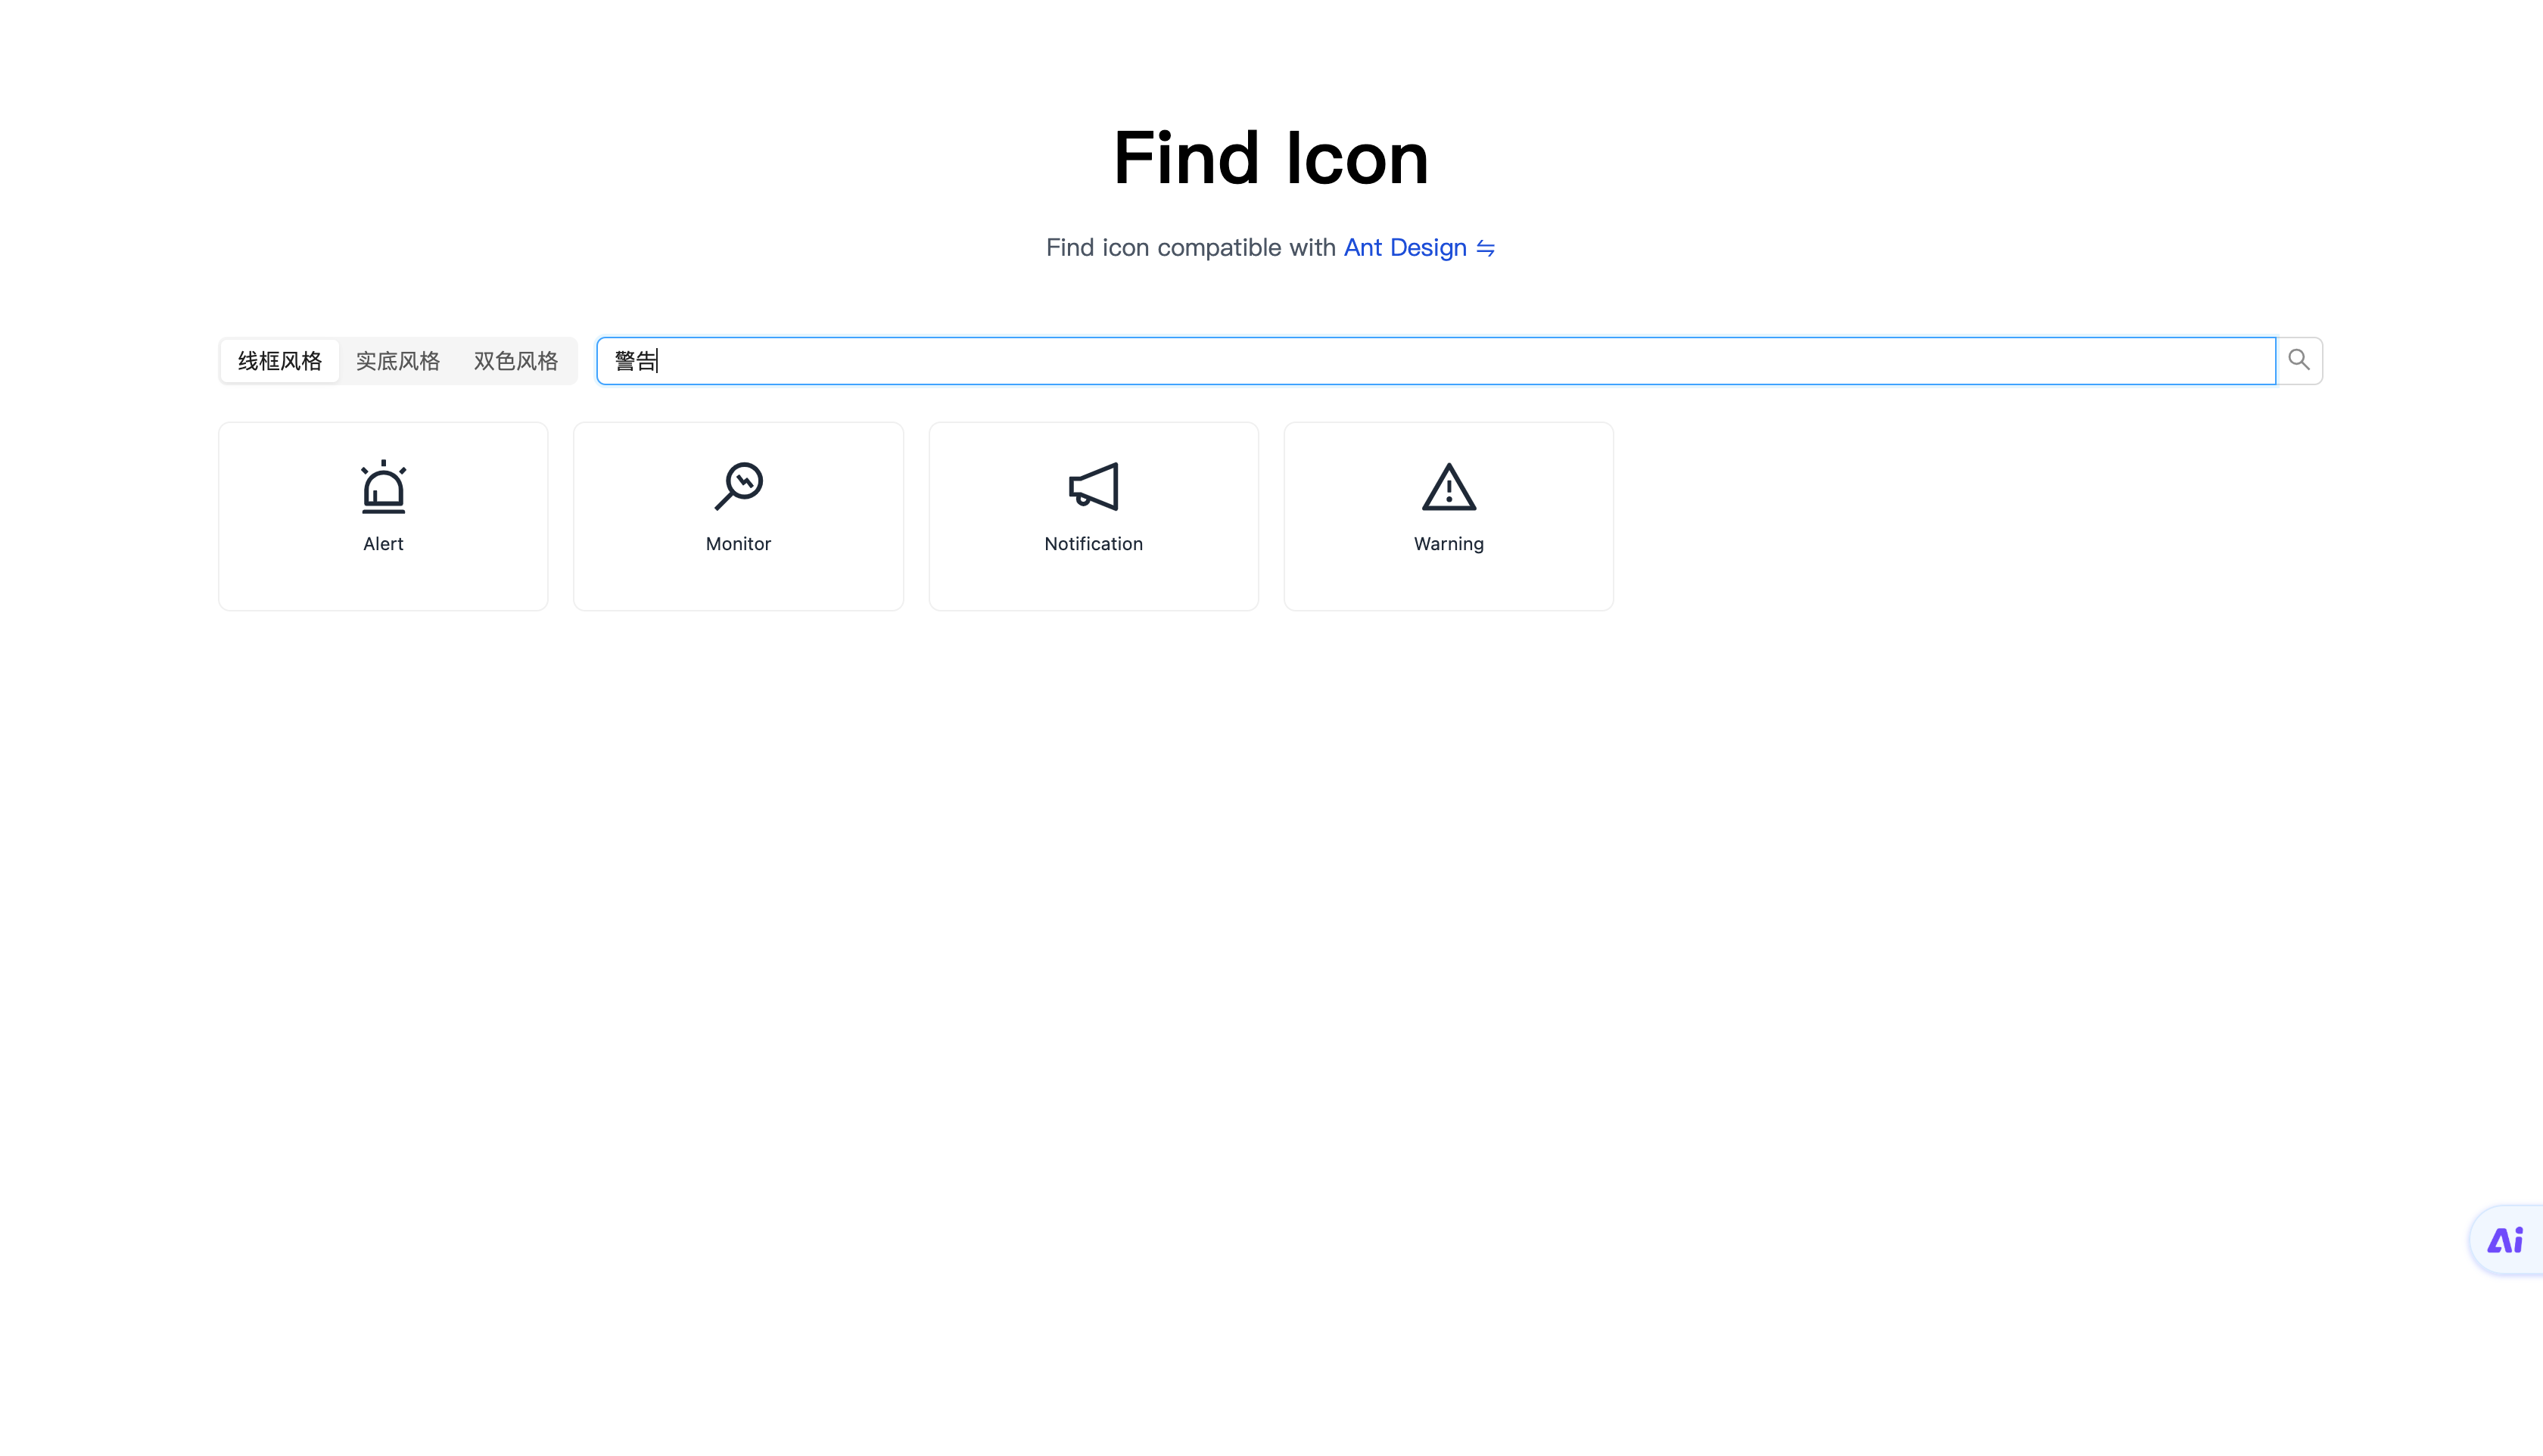 Find Icon
Find icon compatible with Ant Design ⇋
线框风格 实底风格 双色风格 警告
Alert Monitor Notification Warning
Ai